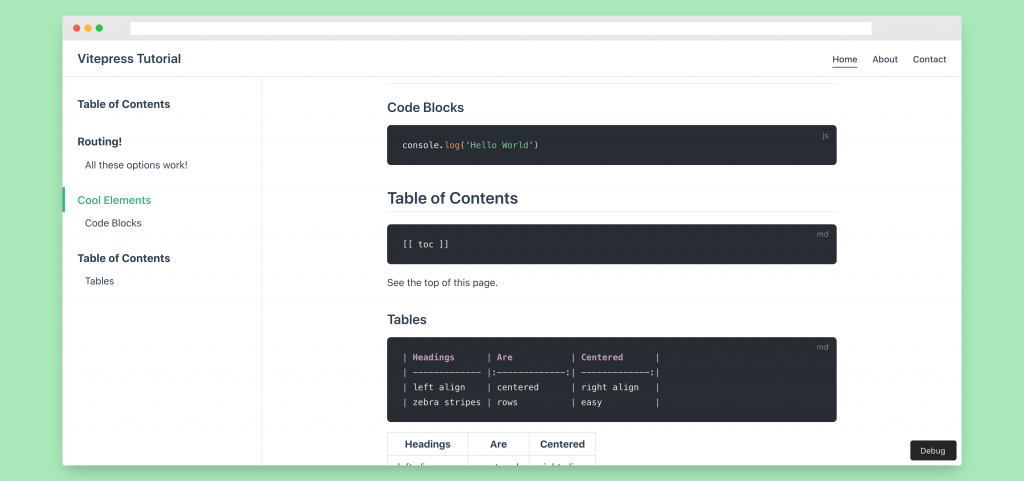 Vitepress Tutorial
Home About Contact
Table of Contents
Routing!
All these options work!
Cool Elements
Code Blocks
Table of Contents
Tables
Code Blocks
js
console.log('Hello World')
Table of Contents
md
[[ toc ]]
See the top of this page.
Tables
md
| Headings | Are | Centered |
| ------------- |:-------------:| -------------:|
| left align | centered | right align |
| zebra stripes | rows | easy |
Headings Are Centered
Debug